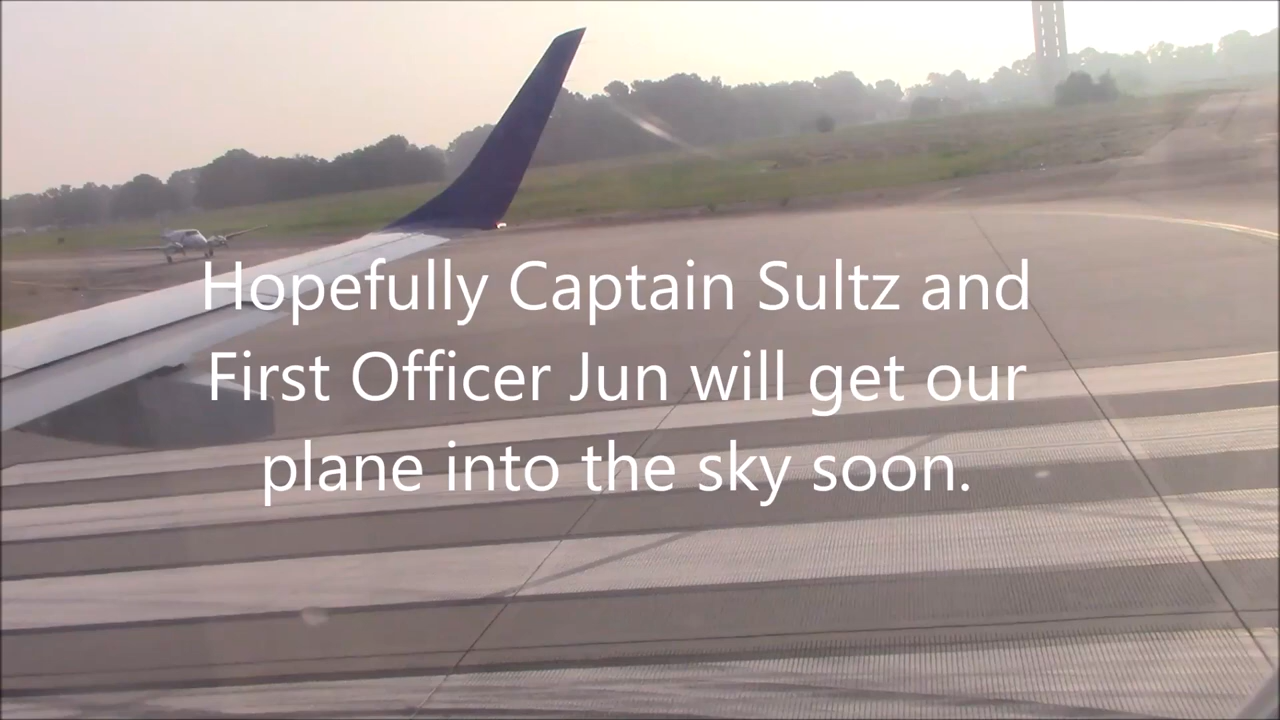 Hopefully Captain Sultz and
First Officer Jun will get our
plane into the sky soon.